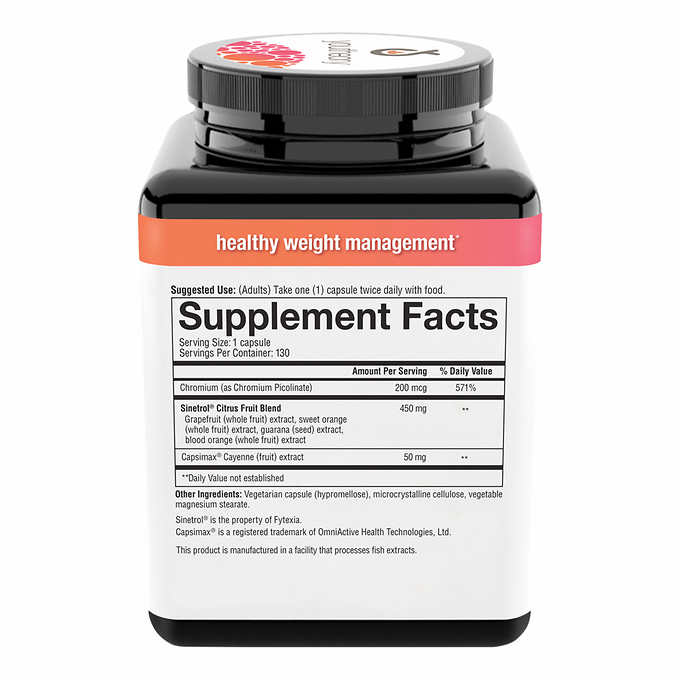 youtheory
healthy weight management*
Suggested Use: (Adults) Take one (1) capsule twice daily with food.
Supplement Facts
Serving Size: 1 capsule
Servings Per Container: 130
Amount Per Serving % Daily Value
Chromium (as Chromium Picolinate) 200 mcg 571%
Sinetrol® Citrus Fruit Blend 450 mg **
Grapefruit (whole fruit) extract, sweet orange
(whole fruit) extract, guarana (seed) extract,
blood orange (whole fruit) extract
Capsimax® Cayenne (fruit) extract 50 mg **
**Daily Value not established
Other Ingredients: Vegetarian capsule (hypromellose), microcrystalline cellulose, vegetable
magnesium stearate.
Sinetrol® is the property of Fytexia.
Capsimax® is a registered trademark of OmniActive Health Technologies, Ltd.
This product is manufactured in a facility that processes fish extracts.